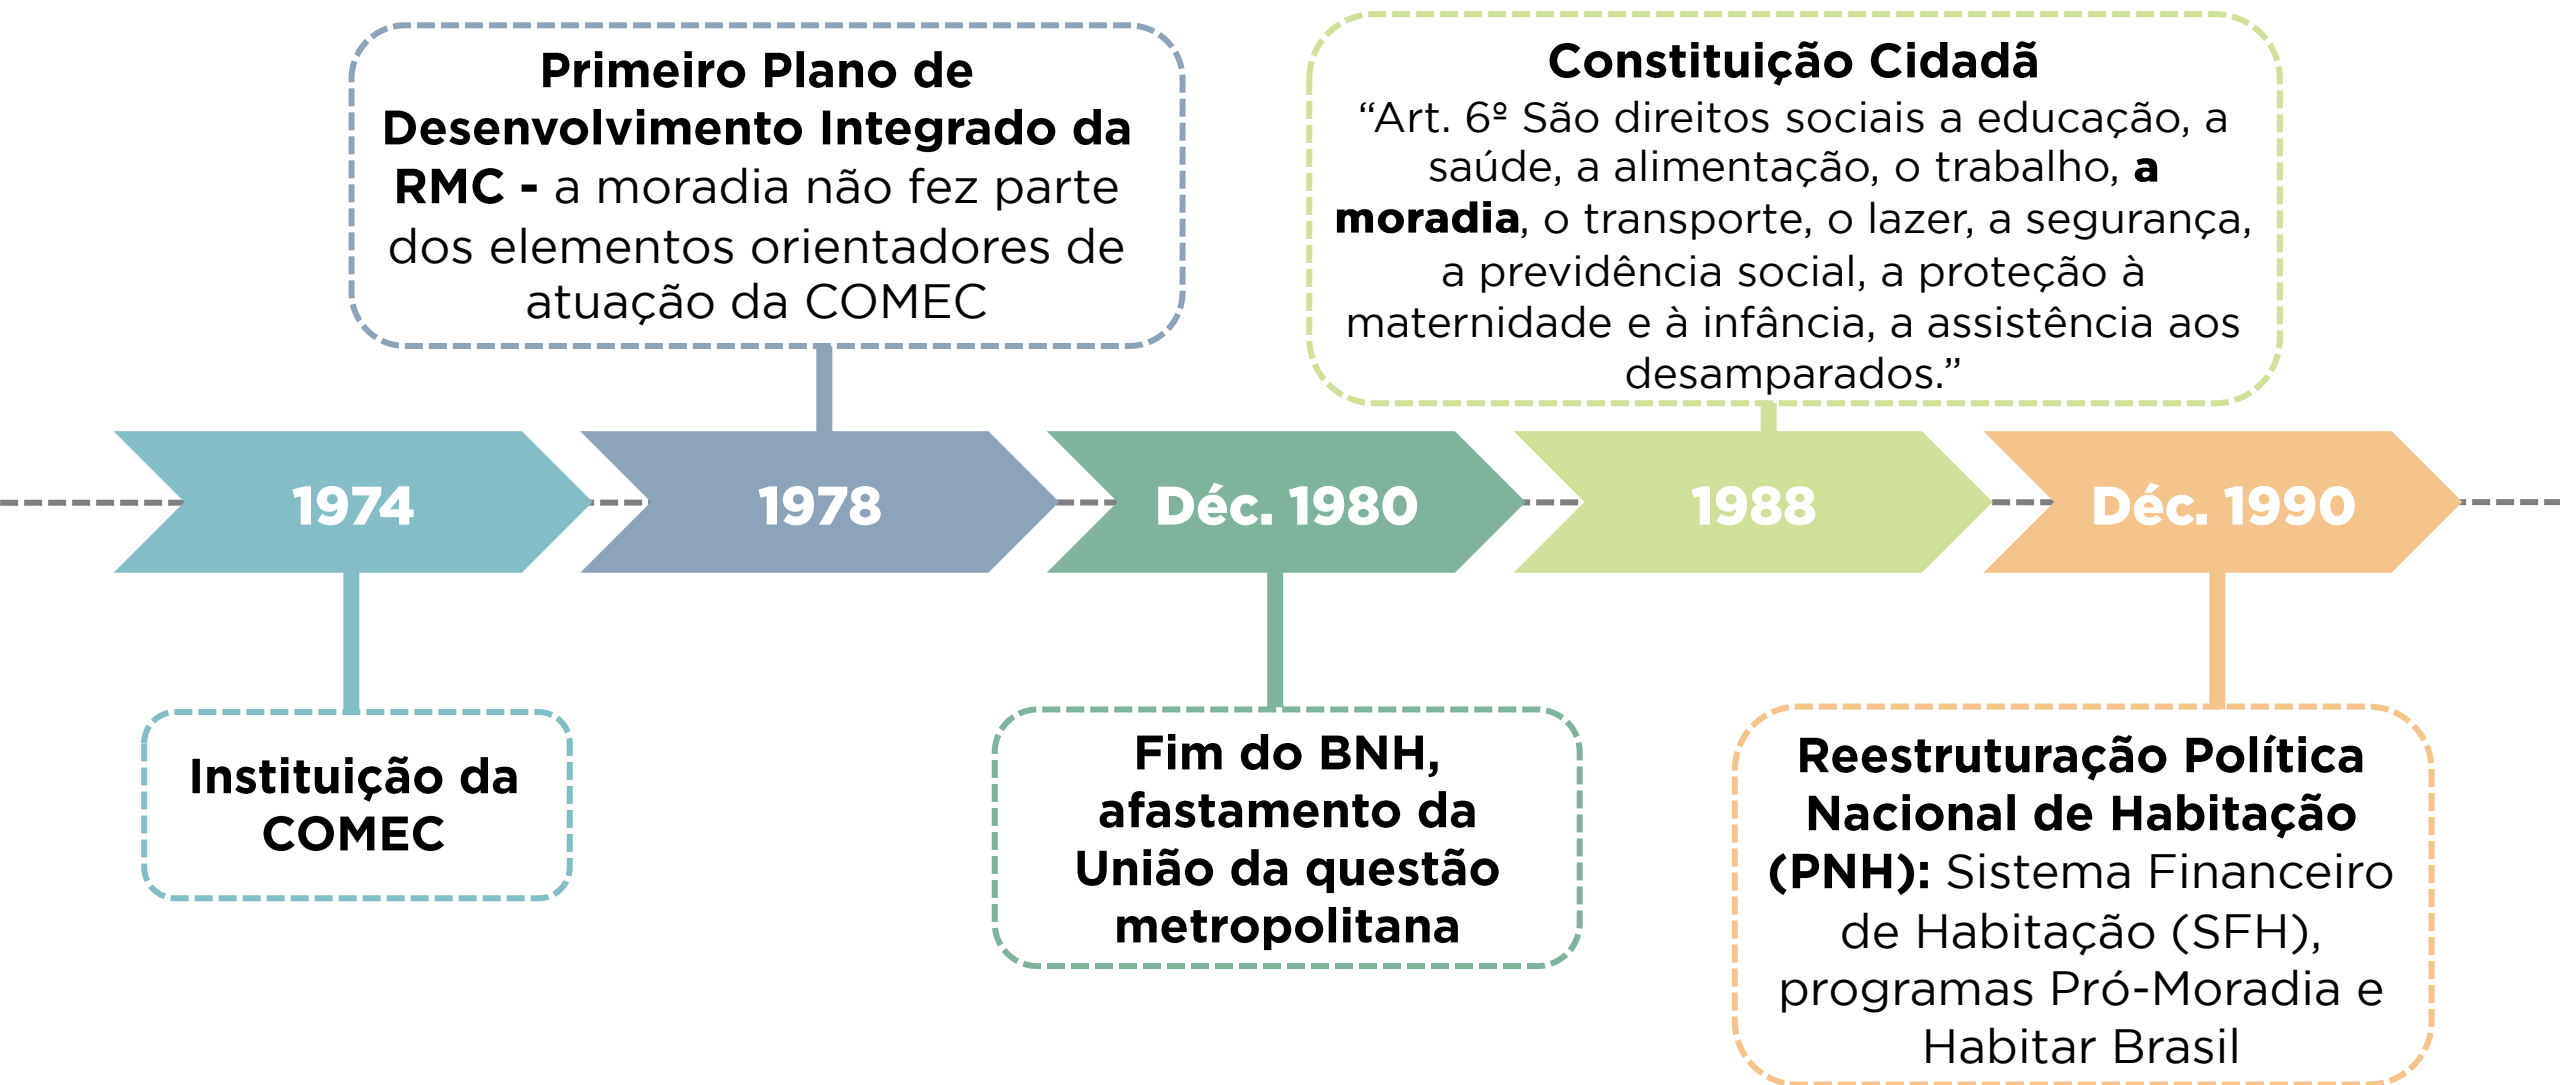 Primeiro Plano de
Desenvolvimento Integrado da
RMC - a moradia não fez parte
dos elementos orientadores de
atuação da COMEC
Constituição Cidadã
“Art. 6º São direitos sociais a educação, a
saúde, a alimentação, o trabalho, a
moradia, o transporte, o lazer, a segurança,
a previdência social, a proteção à
maternidade e à infância, a assistência aos
desamparados.”
1974
1978
Déc. 1980
1988
Déc. 1990
Instituição da
COMEC
Fim do BNH,
afastamento da
União da questão
metropolitana
Reestruturação Política
Nacional de Habitação
(PNH): Sistema Financeiro
de Habitação (SFH),
programas Pró-Moradia e
Habitar Brasil